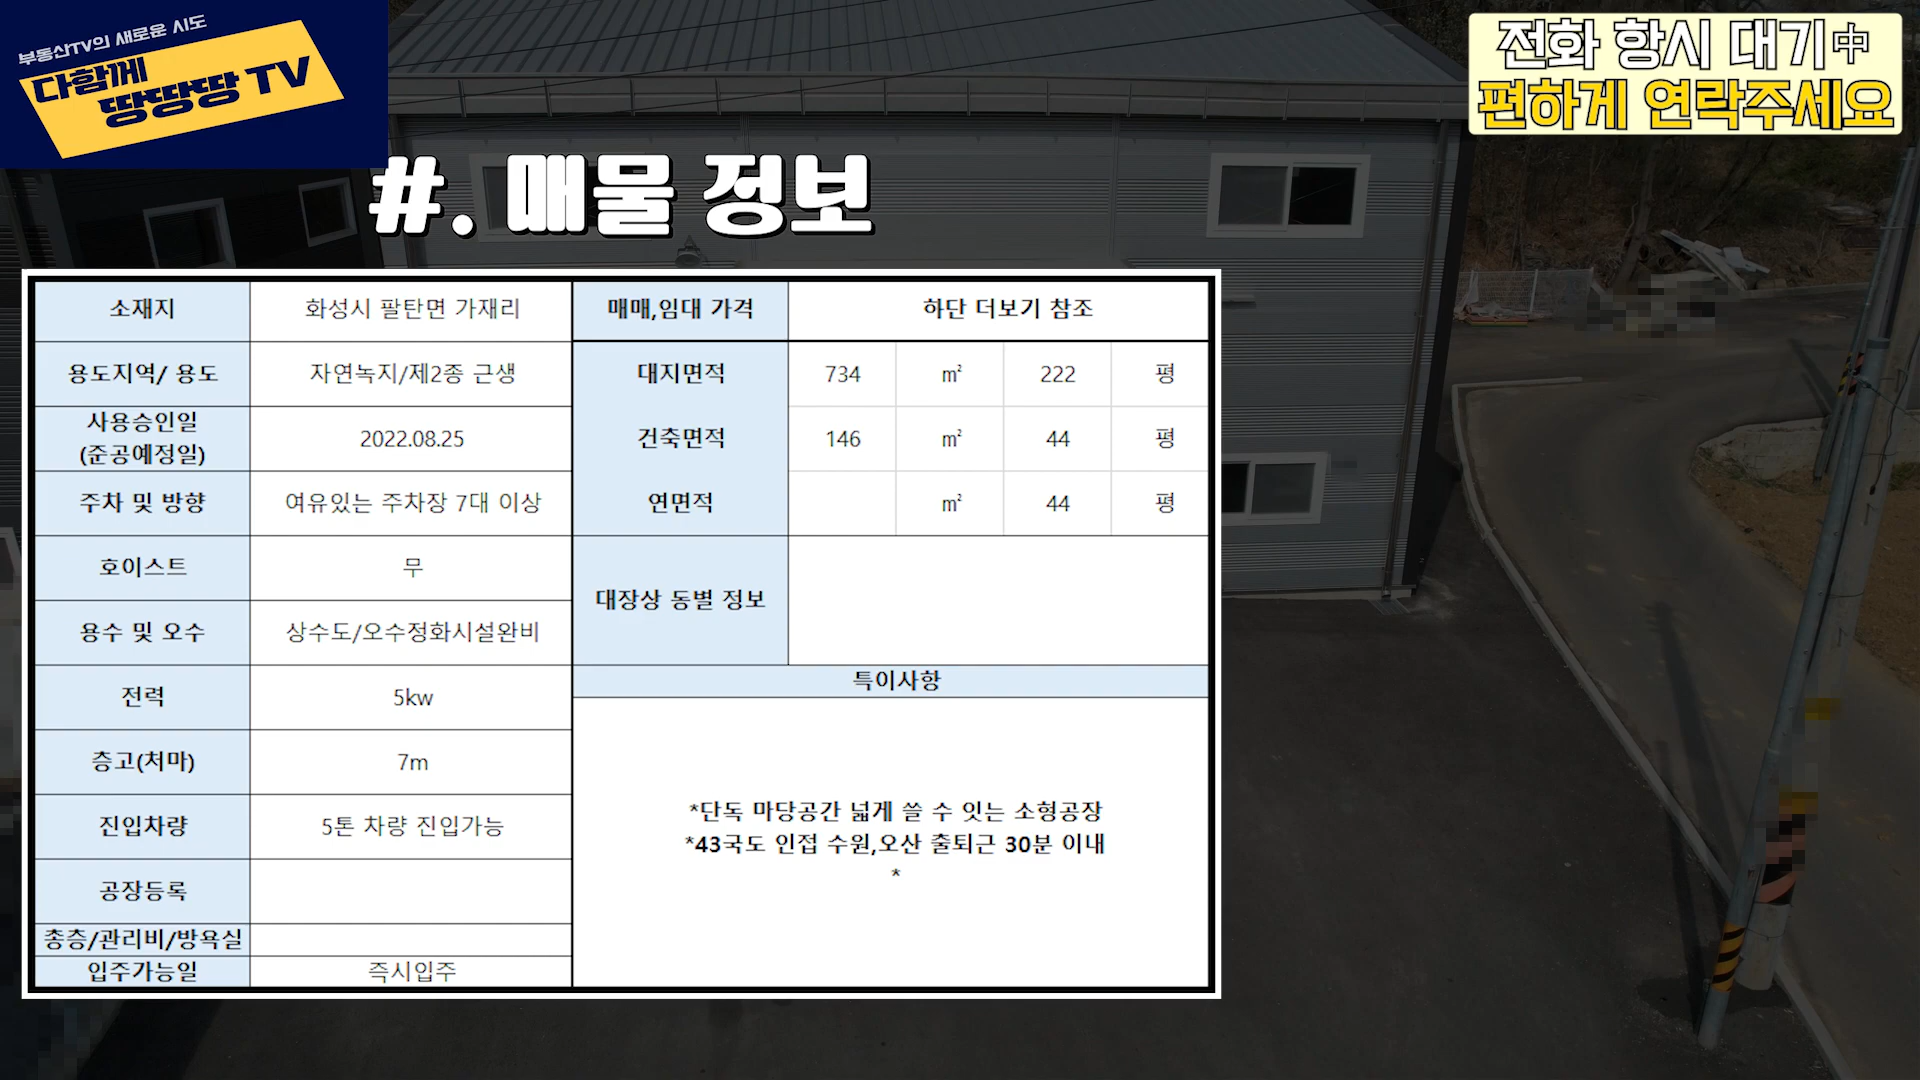 부동산TV의 새로운 시도
다함께
땅땅땅 TV
전화 항시 대기中
편하게 연락주세요
#. 매물 정보
소재지 화성시 팔탄면 가재리 매매,임대 가격 하단 더보기 참조
용도지역/ 용도 자연녹지/제2종 근생 대지면적 734 ㎡ 222 평
사용승인일
(준공예정일) 2022.08.25 건축면적 146 ㎡ 44 평
주차 및 방향 여유있는 주차장 7대 이상 연면적 ㎡ 44 평
호이스트 무 대장상 동별 정보
용수 및 오수 상수도/오수정화시설완비
특이사항
전력 5kw
층고(처마) 7m
*단독 마당공간 넓게 쓸 수 잇는 소형공장
진입차량 5톤 차량 진입가능
*43국도 인접 수원,오산 출퇴근 30분 이내
*
공장등록
총층/관리비/방욕실
입주가능일 즉시입주